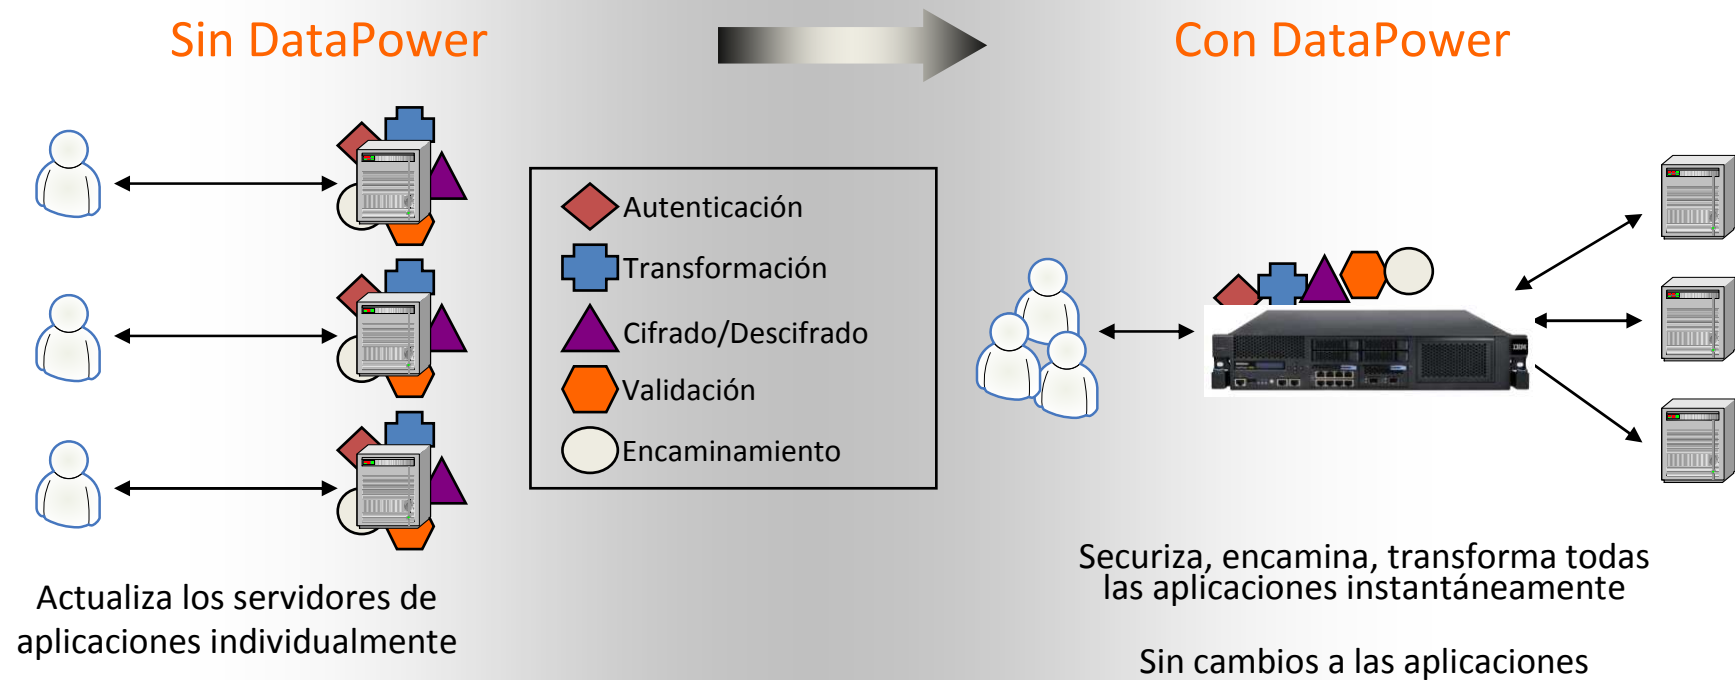 Sin DataPower
Con DataPower
Autenticación
Transformación
Cifrado/Descifrado
Validación
Encaminamiento
IBM
Actualiza los servidores de
aplicaciones individualmente
Securiza, encamina, transforma todas
las aplicaciones instantáneamente
Sin cambios a las aplicaciones